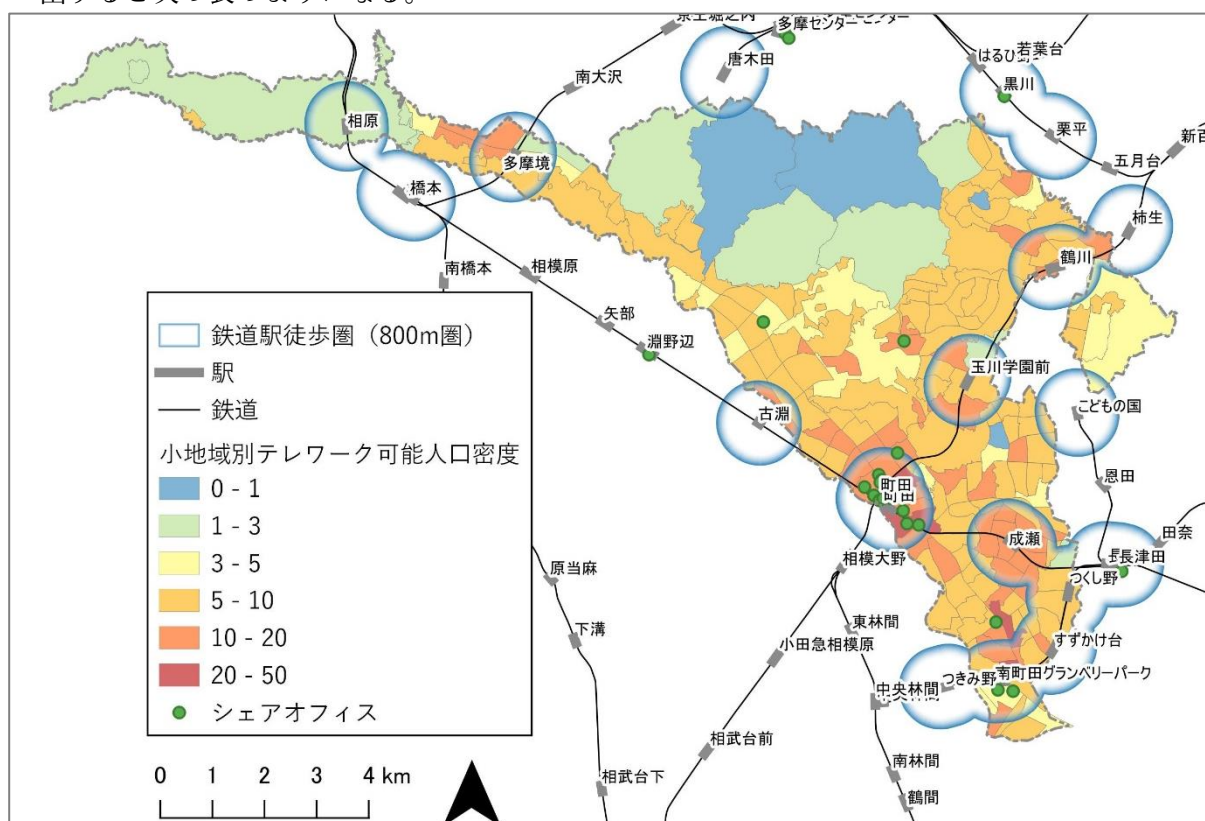 出すると次の表のようになる。
京王堀之内
多摩センター
唐木田
南大沢
若葉台
はるひ野
黒川
栗平
五月台
新百
柿生
鶴川
相原
多摩境
橋本
南橋本
相模原
矢部
淵野辺
古淵
玉川学園前
こどもの国
恩田
田奈
町田
町田
成瀬
長津田
つくし野
すずかけ台
南町田グランベリーパーク
つきみ野
中央林間
相模大野
東林間
小田急相模原
相武台前
南林間
鶴間
原当麻
下溝
相武台下
鉄道駅徒歩圏（800m圏）
駅
鉄道
小地域別テレワーク可能人口密度
0 - 1
1 - 3
3 - 5
5 - 10
10 - 20
20 - 50
シェアオフィス
0 1 2 3 4 km